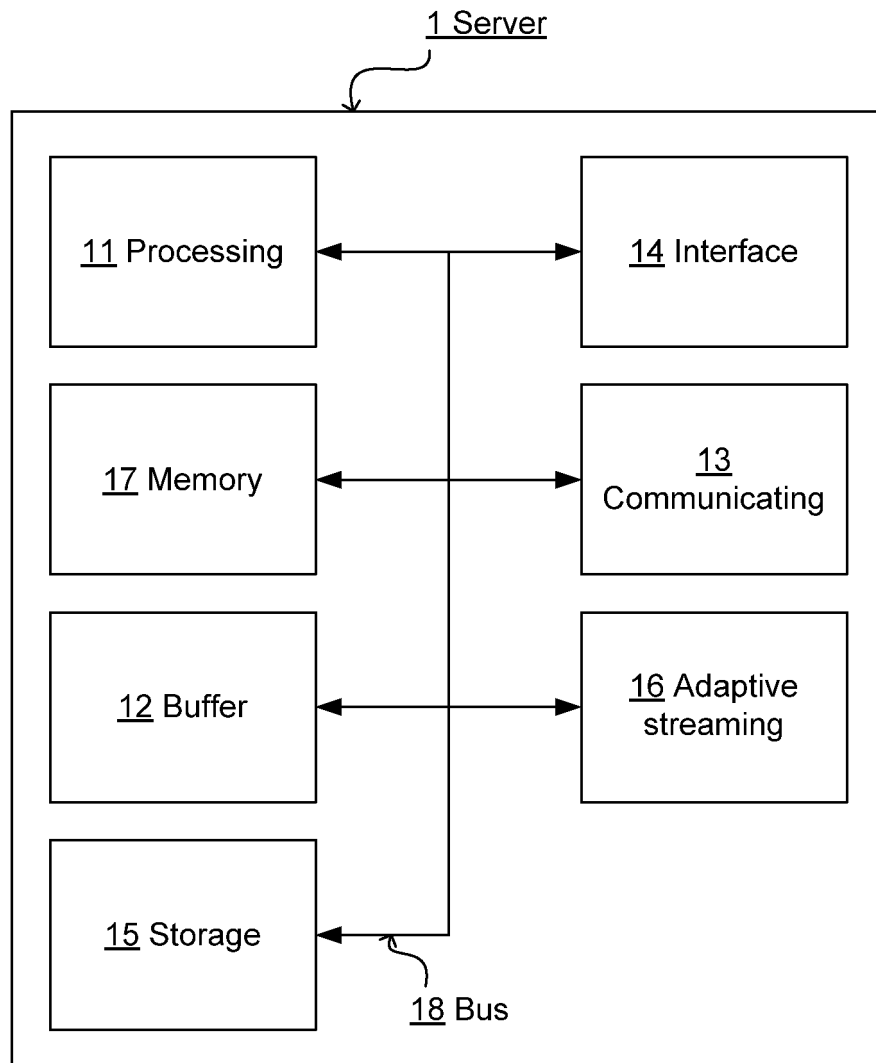 1 Server
11 Processing
14 Interface
17 Memory
13
Communicating
12 Buffer
16 Adaptive
streaming
15 Storage
18 Bus